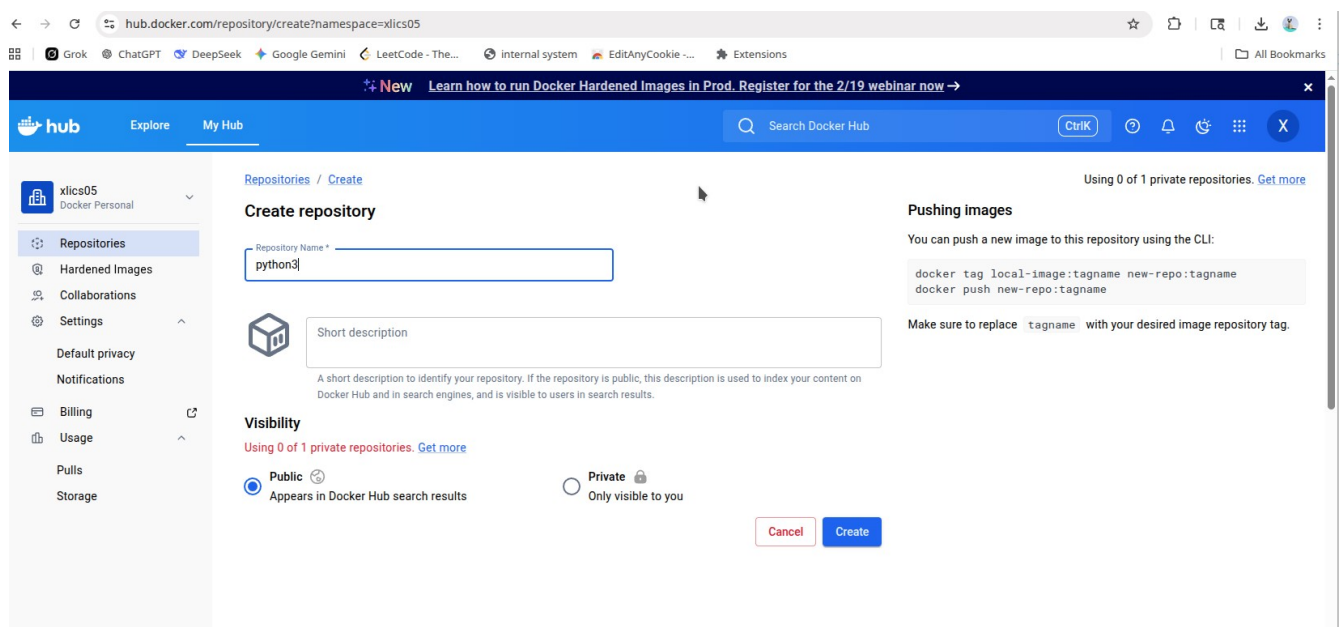 hub.docker.com/repository/create?namespace=xlics05
Grok
ChatGPT
DeepSeek
Google Gemini
LeetCode - The...
internal system
EditAnyCookie -...
Extensions
All Bookmarks
New Learn how to run Docker Hardened Images in Prod. Register for the 2/19 webinar now →
hub
Explore
My Hub
Search Docker Hub
CtrlK
X
xlics05
Docker Personal
Repositories
Hardened Images
Collaborations
Settings
Default privacy
Notifications
Billing
Usage
Pulls
Storage
Repositories / Create
Using 0 of 1 private repositories. Get more
Create repository
Repository Name *
python3
Short description
A short description to identify your repository. If the repository is public, this description is used to index your content on
Docker Hub and in search engines, and is visible to users in search results.
Visibility
Using 0 of 1 private repositories. Get more
Public
Appears in Docker Hub search results
Private
Only visible to you
Cancel
Create
Pushing images
You can push a new image to this repository using the CLI:
docker tag local-image:tagname new-repo:tagname
docker push new-repo:tagname
Make sure to replace tagname with your desired image repository tag.